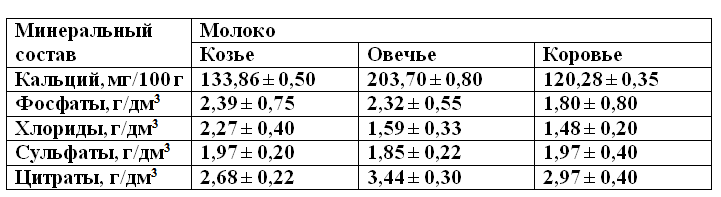 Минеральный состав Молоко
Козье Овечье Коровье
Кальций, мг/100 г 133,86 ± 0,50 203,70 ± 0,80 120,28 ± 0,35
Фосфаты, г/дм³ 2,39 ± 0,75 2,32 ± 0,55 1,80 ± 0,80
Хлориды, г/дм³ 2,27 ± 0,40 1,59 ± 0,33 1,48 ± 0,20
Сульфаты, г/дм³ 1,97 ± 0,20 1,85 ± 0,22 1,97 ± 0,40
Цитраты, г/дм³ 2,68 ± 0,22 3,44 ± 0,30 2,97 ± 0,40